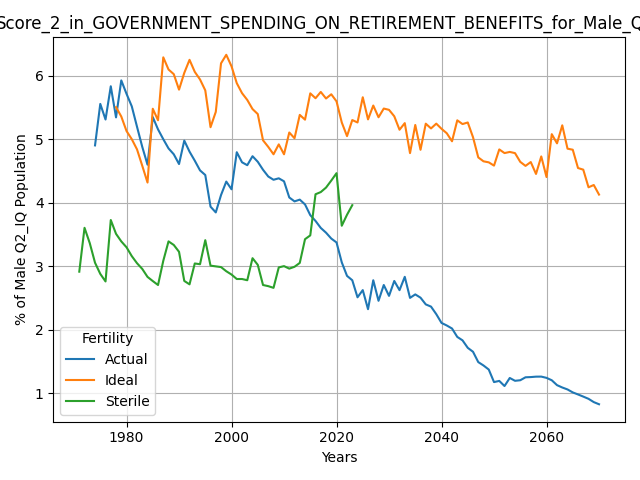 Score_2_in_GOVERNMENT_SPENDING_ON_RETIREMENT_BENEFITS_for_Male_Q
% of Male Q2_IQ Population
6
5
4
3
2
1
Fertility
Actual
Ideal
Sterile
1980
2000
2020
2040
2060
Years